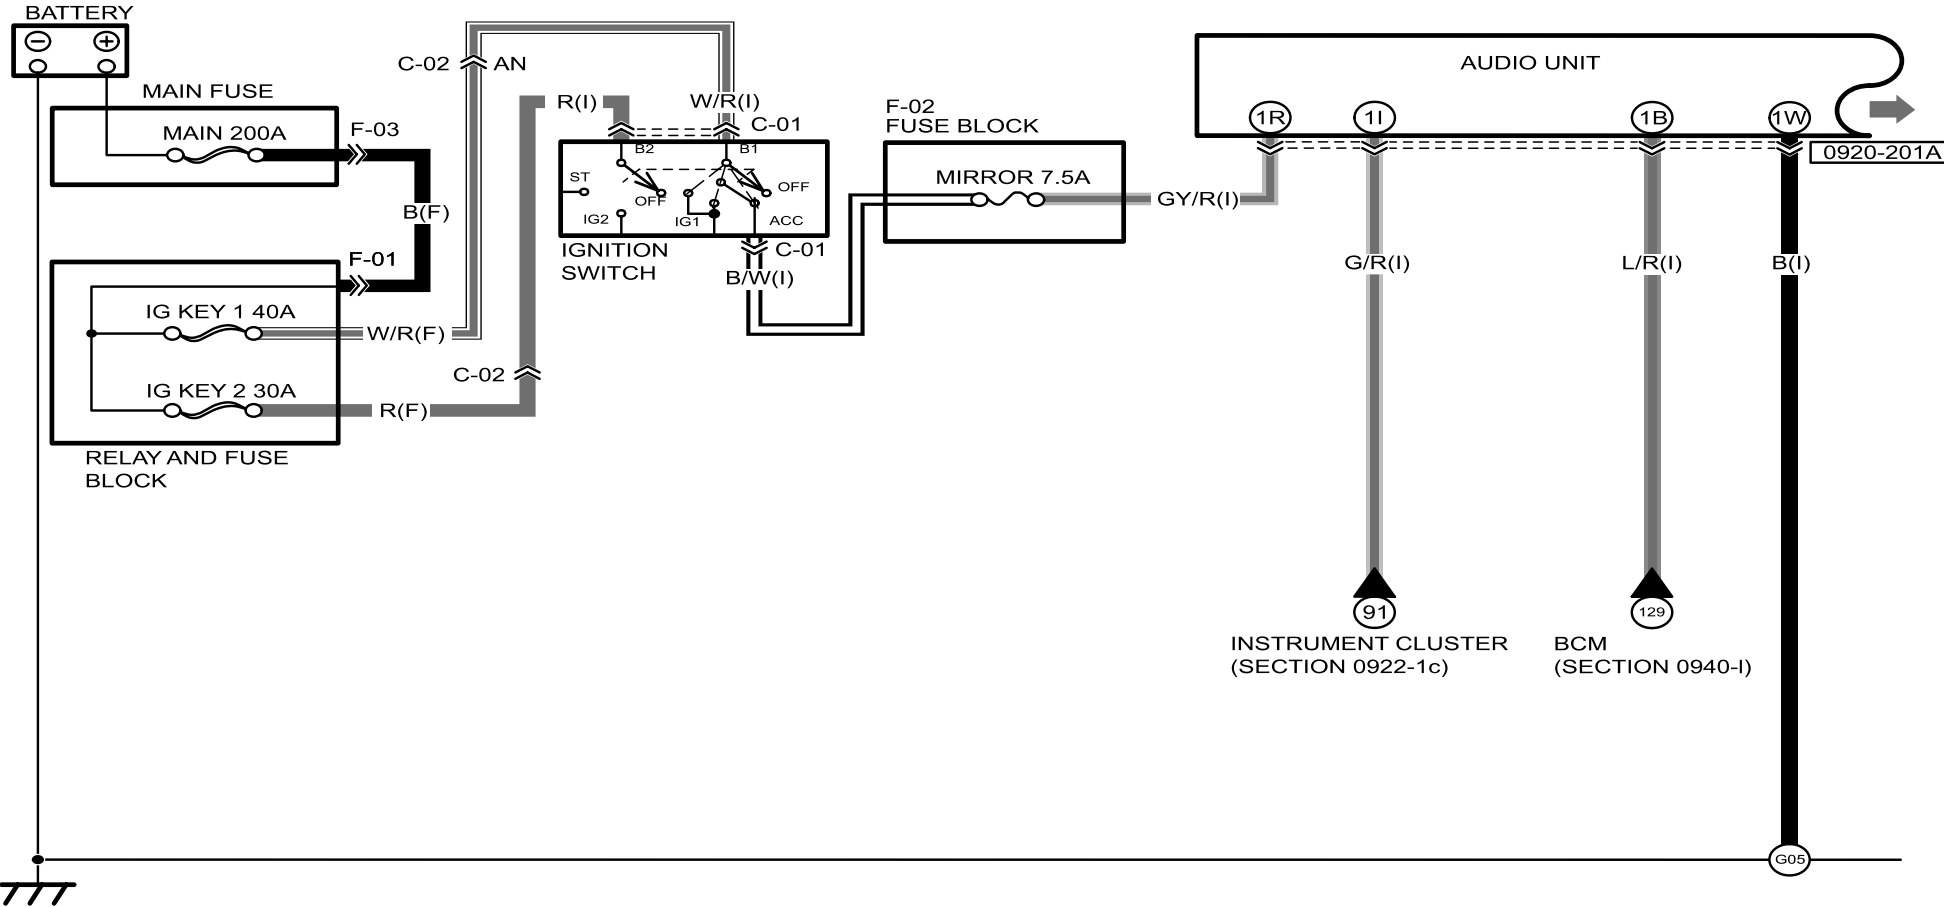 BATTERY
− +
MAIN FUSE
MAIN 200A
F-03
B(F)
F-01
IG KEY 1 40A
W/R(F)
IG KEY 2 30A
R(F)
RELAY AND FUSE
BLOCK
C-02 AN
C-02
R(I)
W/R(I)
C-01
B2
B1
ST
OFF
OFF
IG2
IG1
ACC
IGNITION
SWITCH
C-01
B/W(I)
F-02
FUSE BLOCK
MIRROR 7.5A
GY/R(I)
AUDIO UNIT
1R
1I
1B
1W
0920-201A
G/R(I)
L/R(I)
B(I)
91
129
INSTRUMENT CLUSTER
(SECTION 0922-1c)
BCM
(SECTION 0940-I)
G05